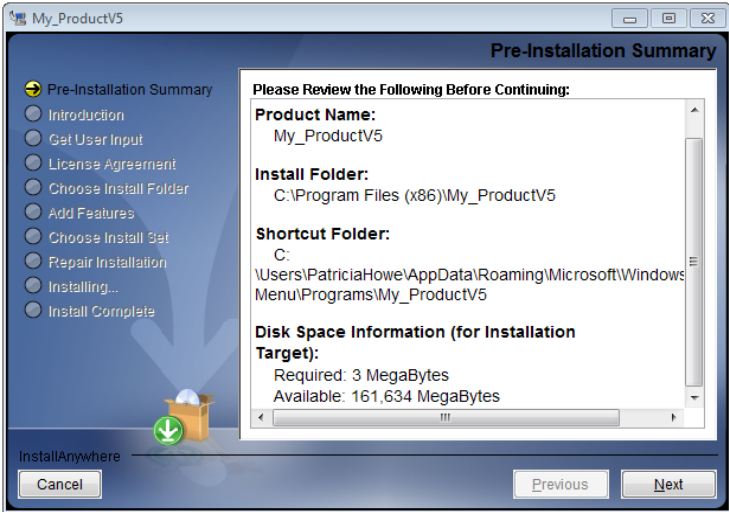 My_ProductV5
Pre-Installation Summary
Pre-Installation Summary
Introduction
Get User Input
License Agreement
Choose Install Folder
Add Features
Choose Install Set
Repair Installation
Installing...
Install Complete
Please Review the Following Before Continuing:
Product Name:
My_ProductV5
Install Folder:
C:\Program Files (x86)\My_ProductV5
Shortcut Folder:
C:
\Users\PatriciaHowe\AppData\Roaming\Microsoft\Windows
Menu\Programs\My_ProductV5
Disk Space Information (for Installation
Target):
Required: 3 MegaBytes
Available: 161,634 MegaBytes
InstallAnywhere
Cancel
Previous
Next